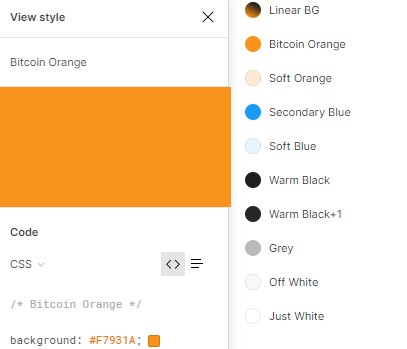 View style
Bitcoin Orange
Code
CSS
/* Bitcoin Orange */
background: #F7931A;
Linear BG
Bitcoin Orange
Soft Orange
Secondary Blue
Soft Blue
Warm Black
Warm Black+1
Grey
Off White
Just White